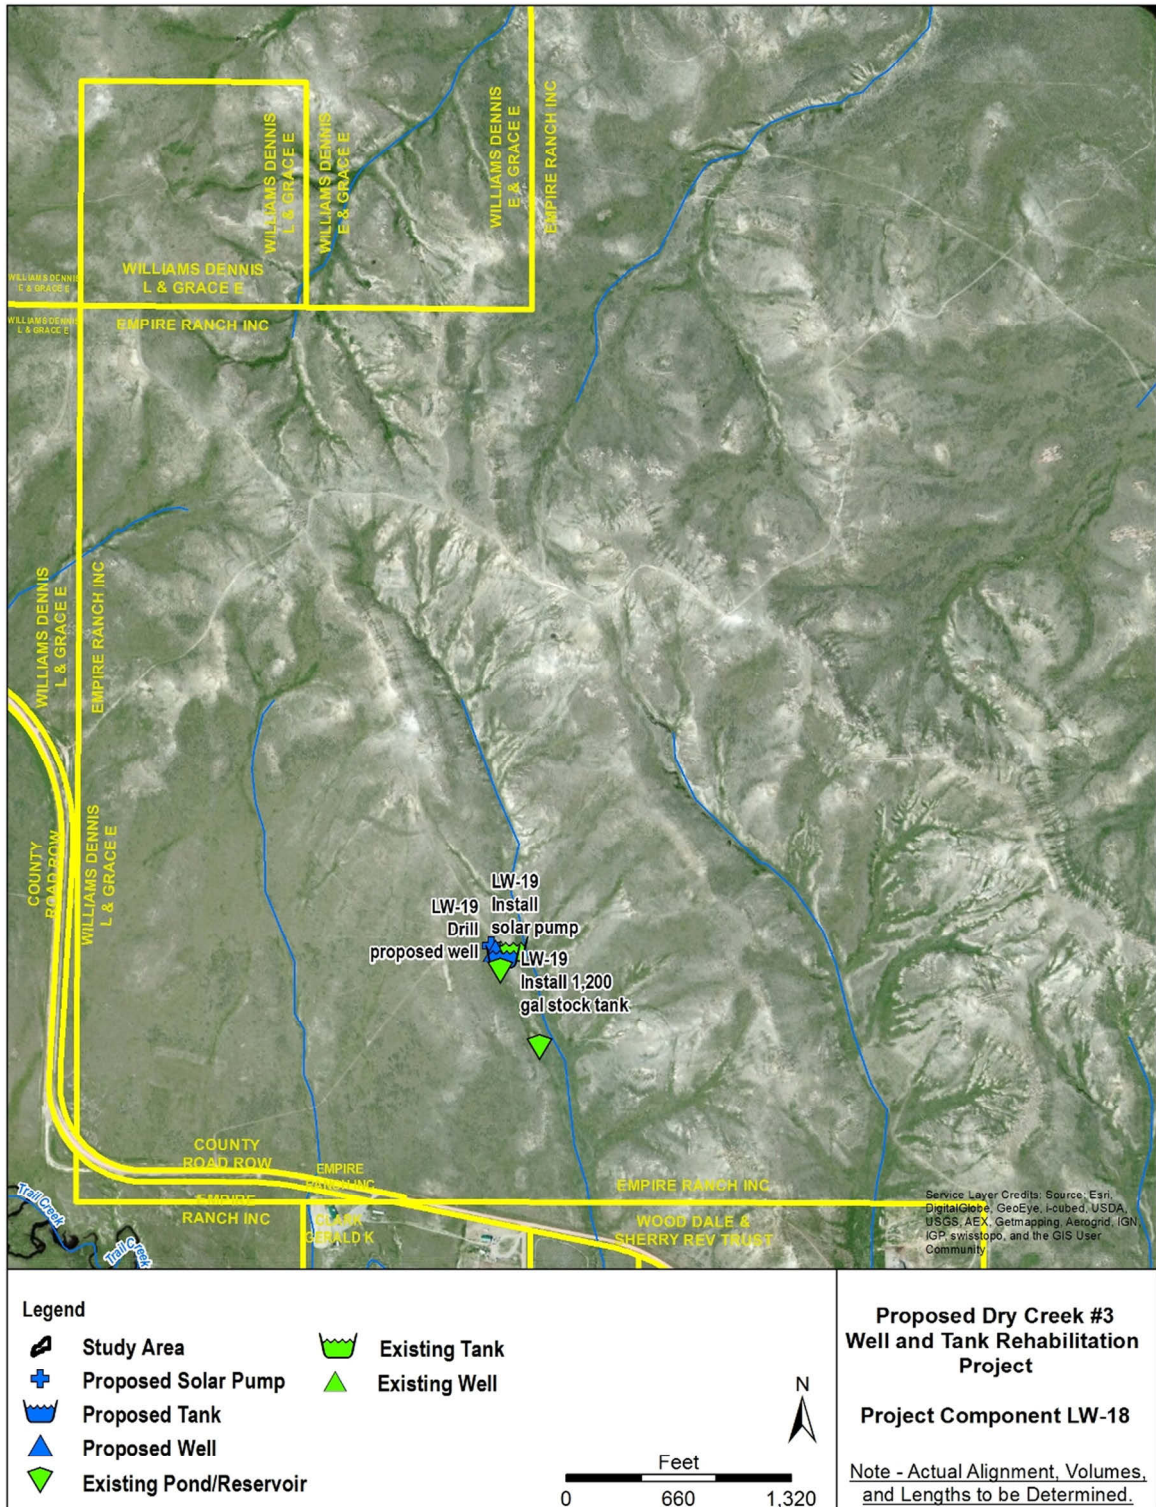 WILLIAMS DENNIS
L & GRACE E
WILLIAMS DENNIS
E & GRACE E
WILLIAMS DENNIS
E & GRACE E
EMPIRE RANCH INC
WILLIAMS DENNIS
L & GRACE E
WILLIAMS DENNIS
E & GRACE E
WILLIAMS DENNIS
L & GRACE E
EMPIRE RANCH INC
WILLIAMS DENNIS
L & GRACE E
EMPIRE RANCH INC
COUNTY
ROAD ROW
WILLIAMS DENNIS
L & GRACE E
LW-19
Install
solar pump
LW-19
Drill
proposed well
LW-19
Install 1,200
gal stock tank
COUNTY
ROAD ROW
EMPIRE
RANCH INC
EMPIRE
RANCH INC
EMPIRE RANCH INC
CLARK
GERALD K
WOOD DALE &
SHERRY REV TRUST
Trail Creek
Trail Creek
Service Layer Credits: Source: Esri,
DigitalGlobe, GeoEye, i-cubed, USDA,
USGS, AEX, Getmapping, Aerogrid, IGN,
IGP, swisstopo, and the GIS User
Community
Legend
Study Area
Proposed Solar Pump
Proposed Tank
Proposed Well
Existing Pond/Reservoir
Existing Tank
Existing Well
N
Feet
0 660 1,320
Proposed Dry Creek #3
Well and Tank Rehabilitation
Project
Project Component LW-18
Note - Actual Alignment, Volumes,
and Lengths to be Determined.